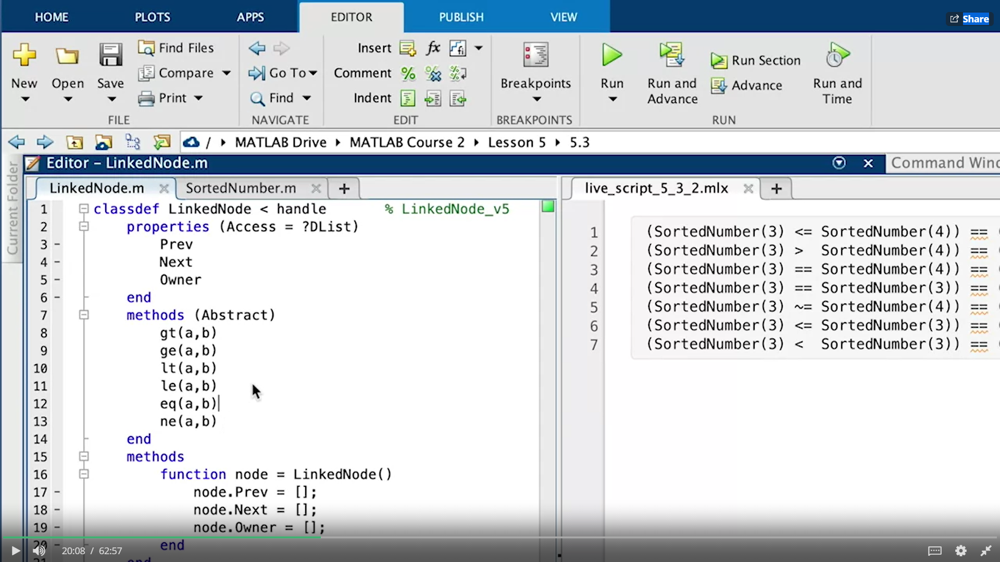 HOME PLOTS APPS EDITOR PUBLISH VIEW
Share
New Open Save
Find Files
Compare
Print
FILE
Go To
Find
NAVIGATE
Insert fx
Comment
Indent
EDIT
Breakpoints
BREAKPOINTS
Run
Run and Advance
Run Section
Advance
Run and Time
RUN
/ MATLAB Drive MATLAB Course 2 Lesson 5 5.3
Current Folder
Editor – LinkedNode.m
Command
LinkedNode.m SortedNumber.m +
1 classdef LinkedNode < handle % LinkedNode_v5
2 properties (Access = ?DList)
3 - Prev
4 - Next
5 - Owner
6 - end
7 methods (Abstract)
8 gt(a,b)
9 ge(a,b)
10 lt(a,b)
11 le(a,b)
12 eq(a,b)
13 ne(a,b)
14 end
15 methods
16 function node = LinkedNode()
17 - node.Prev = [];
18 - node.Next = [];
19 - node.Owner = [];
20 - end
live_script_5_3_2.mlx +
1 (SortedNumber(3) <= SortedNumber(4)) ==
2 (SortedNumber(3) > SortedNumber(4)) ==
3 (SortedNumber(3) == SortedNumber(4)) ==
4 (SortedNumber(3) == SortedNumber(3)) ==
5 (SortedNumber(3) ~= SortedNumber(4)) ==
6 (SortedNumber(3) <= SortedNumber(3)) ==
7 (SortedNumber(3) < SortedNumber(3)) ==
20:08 / 62:57